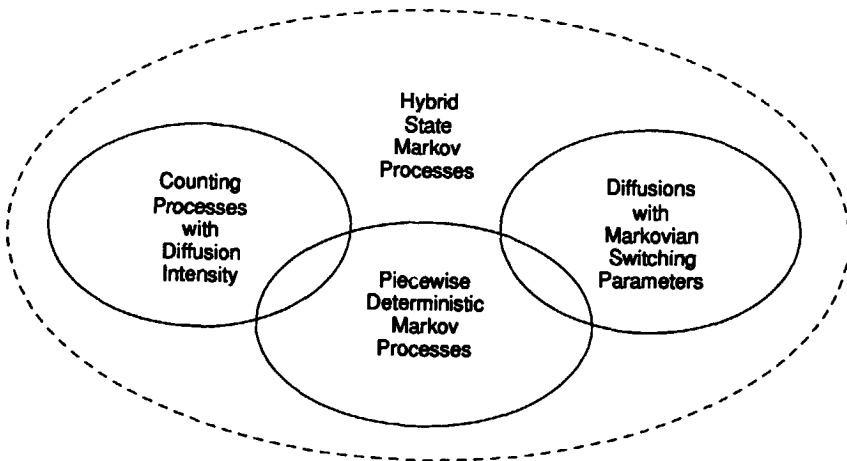 Hybrid
State
Markov
Processes
Counting
Processes
with
Diffusion
Intensity
Piecewise
Deterministic
Markov
Processes
Diffusions
with
Markovian
Switching
Parameters